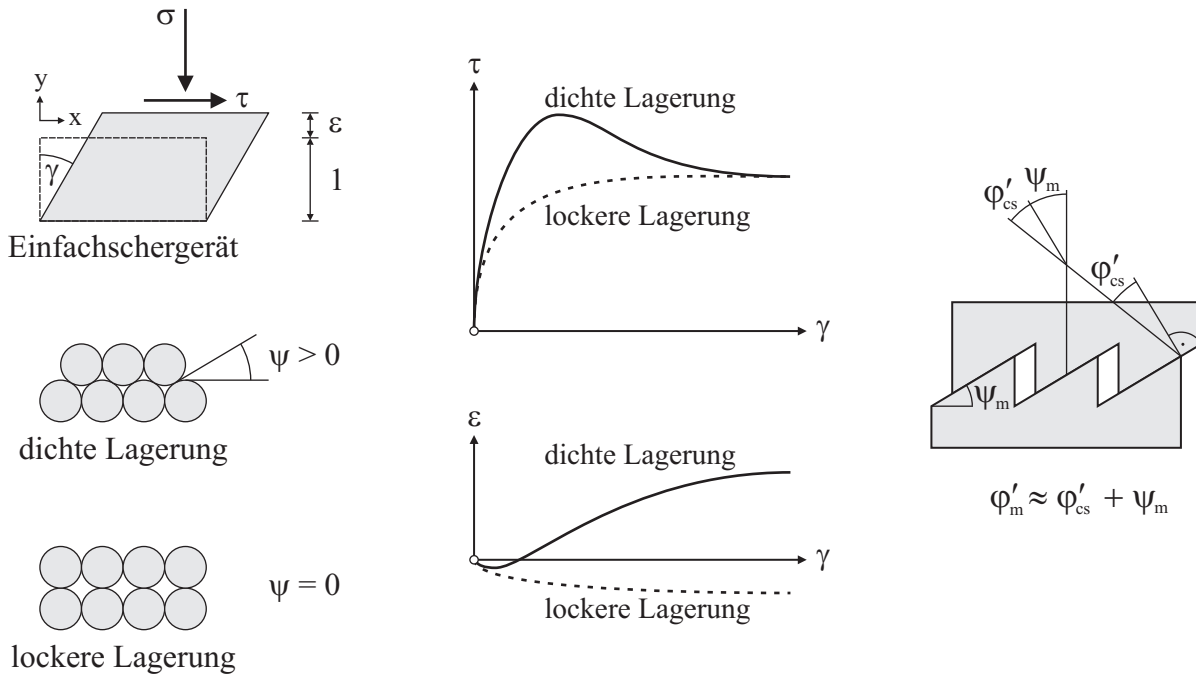 σ
τ
y
x
ε
γ
1
Einfachschergerät
ψ > 0
dichte Lagerung
ψ = 0
lockere Lagerung
τ
dichte Lagerung
lockere Lagerung
γ
ε
dichte Lagerung
γ
lockere Lagerung
ψm
φ′cs
φ′cs
ψm
φ′m ≈ φ′cs + ψm